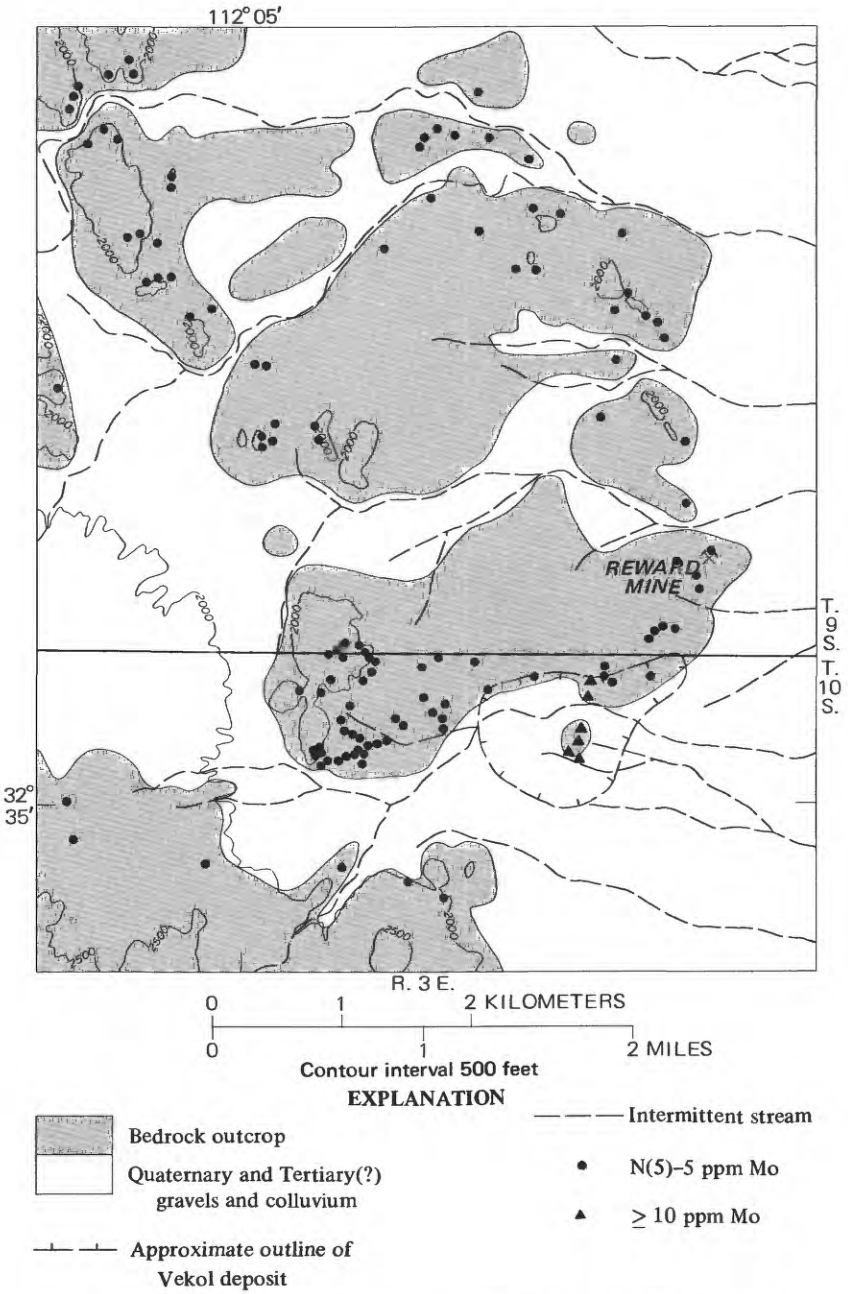 112° 05'
2000
2000
2000
2000
2000
2000
2000
2000
2000
2000
REWARD
MINE
2000
2000
T.
9
S.
T.
10
S.
32°
35'
2500
2500
2500
2000
R. 3 E.
0 1 2 KILOMETERS
0 1 2 MILES
Contour interval 500 feet
EXPLANATION
Bedrock outcrop
Quaternary and Tertiary(?)
gravels and colluvium
Approximate outline of
Vekol deposit
Intermittent stream
N(5)–5 ppm Mo
≥ 10 ppm Mo